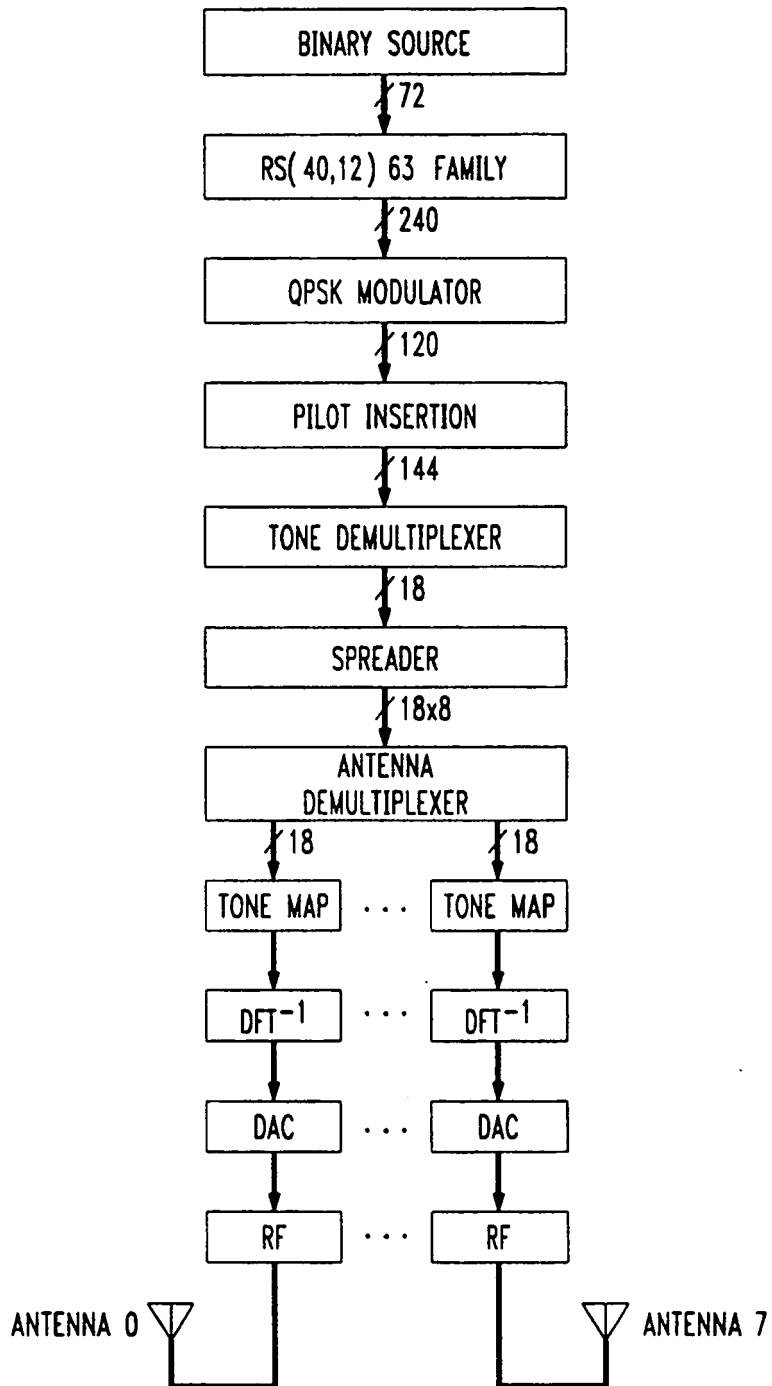 BINARY SOURCE
72
RS(40,12) 63 FAMILY
240
QPSK MODULATOR
120
PILOT INSERTION
144
TONE DEMULTIPLEXER
18
SPREADER
18x8
ANTENNA
DEMULTIPLEXER
18 18
TONE MAP ... TONE MAP
DFT⁻¹ ... DFT⁻¹
DAC ... DAC
RF ... RF
ANTENNA 0 ANTENNA 7